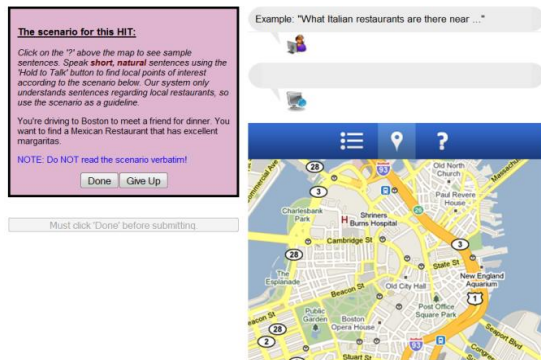 The scenario for this HIT:
Click on the '?' above the map to see sample
sentences. Speak short, natural sentences using the
'Hold to Talk' button to find local points of interest
according to the scenario below. Our system only
understands sentences regarding local restaurants, so
use the scenario as a guideline.
You're driving to Boston to meet a friend for dinner. You
want to find a Mexican Restaurant that has excellent
margaritas.
NOTE: Do NOT read the scenario verbatim!
Done Give Up
Must click 'Done' before submitting.
Example: "What Italian restaurants are there near ..."
?
28
93
Old North
Church
3
Paul Revere
House
Charlesbank
Park
H
Shriners
Burns Hospital
Cambridge St
3
28
State St
The
Esplanade
New England
Aquarium
Beacon St
Old City Hall
1
Post Office
Square Park
Public
Garden
Boston
Opera House
28
2
93
Seaport Blvd
Stuart St